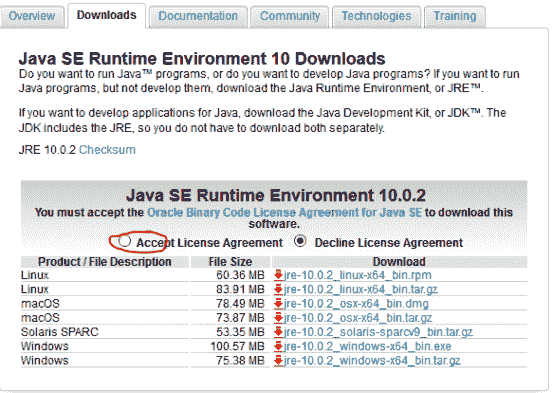 Overview Downloads Documentation Community Technologies Training
Java SE Runtime Environment 10 Downloads
Do you want to run Java™ programs, or do you want to develop Java programs? If you want to run
Java programs, but not develop them, download the Java Runtime Environment, or JRE™.
If you want to develop applications for Java, download the Java Development Kit, or JDK™. The
JDK includes the JRE, so you do not have to download both separately.
JRE 10.0.2 Checksum
Java SE Runtime Environment 10.0.2
You must accept the Oracle Binary Code License Agreement for Java SE to download this
software.
Accept License Agreement Decline License Agreement
Product / File Description File Size Download
Linux 60.36 MB jre-10.0.2_linux-x64_bin.rpm
Linux 83.91 MB jre-10.0.2_linux-x64_bin.tar.gz
macOS 78.49 MB jre-10.0.2_osx-x64_bin.dmg
macOS 73.87 MB jre-10.0.2_osx-x64_bin.tar.gz
Solaris SPARC 53.35 MB jre-10.0.2_solaris-sparcv9_bin.tar.gz
Windows 100.57 MB jre-10.0.2_windows-x64_bin.exe
Windows 75.38 MB jre-10.0.2_windows-x64_bin.tar.gz